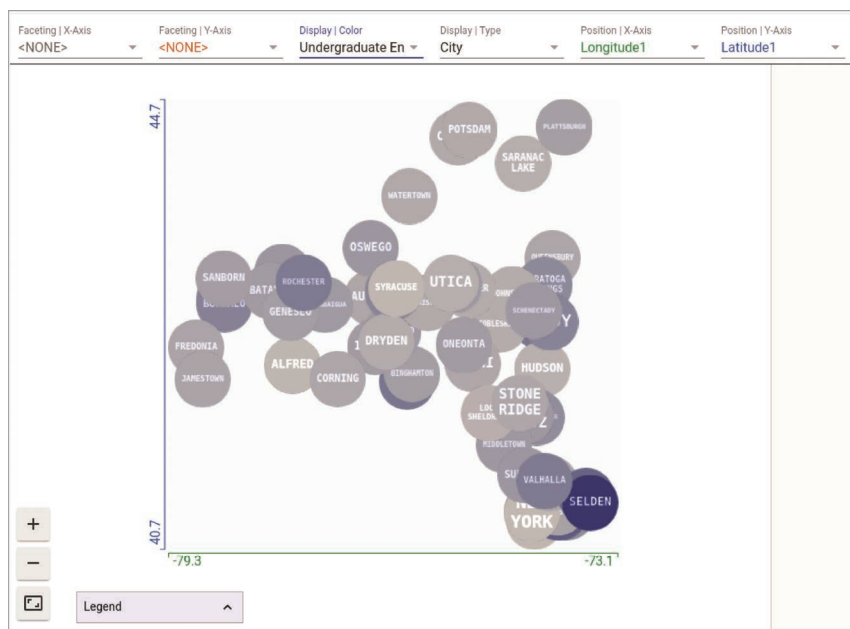 Faceting | X-Axis
<NONE>
Faceting | Y-Axis
<NONE>
Display | Color
Undergraduate En
Display | Type
City
Position | X-Axis
Longitude1
Position | Y-Axis
Latitude1
44.7
POTSDAM
PLATTSBURGH
SARANAC
LAKE
WATERTOWN
OSWEGO
SANBORN
ROCHESTER
SYRACUSE
UTICA
GENESEO
SCHENECTADY
DRYDEN
ONEONTA
FREDONIA
ALFRED
HUDSON
JAMESTOWN
CORNING
BINGHAMTON
STONE
RIDGE
MIDDLETOWN
VALHALLA
SELDEN
YORK
40.7
-79.3
-73.1
+
−
Legend